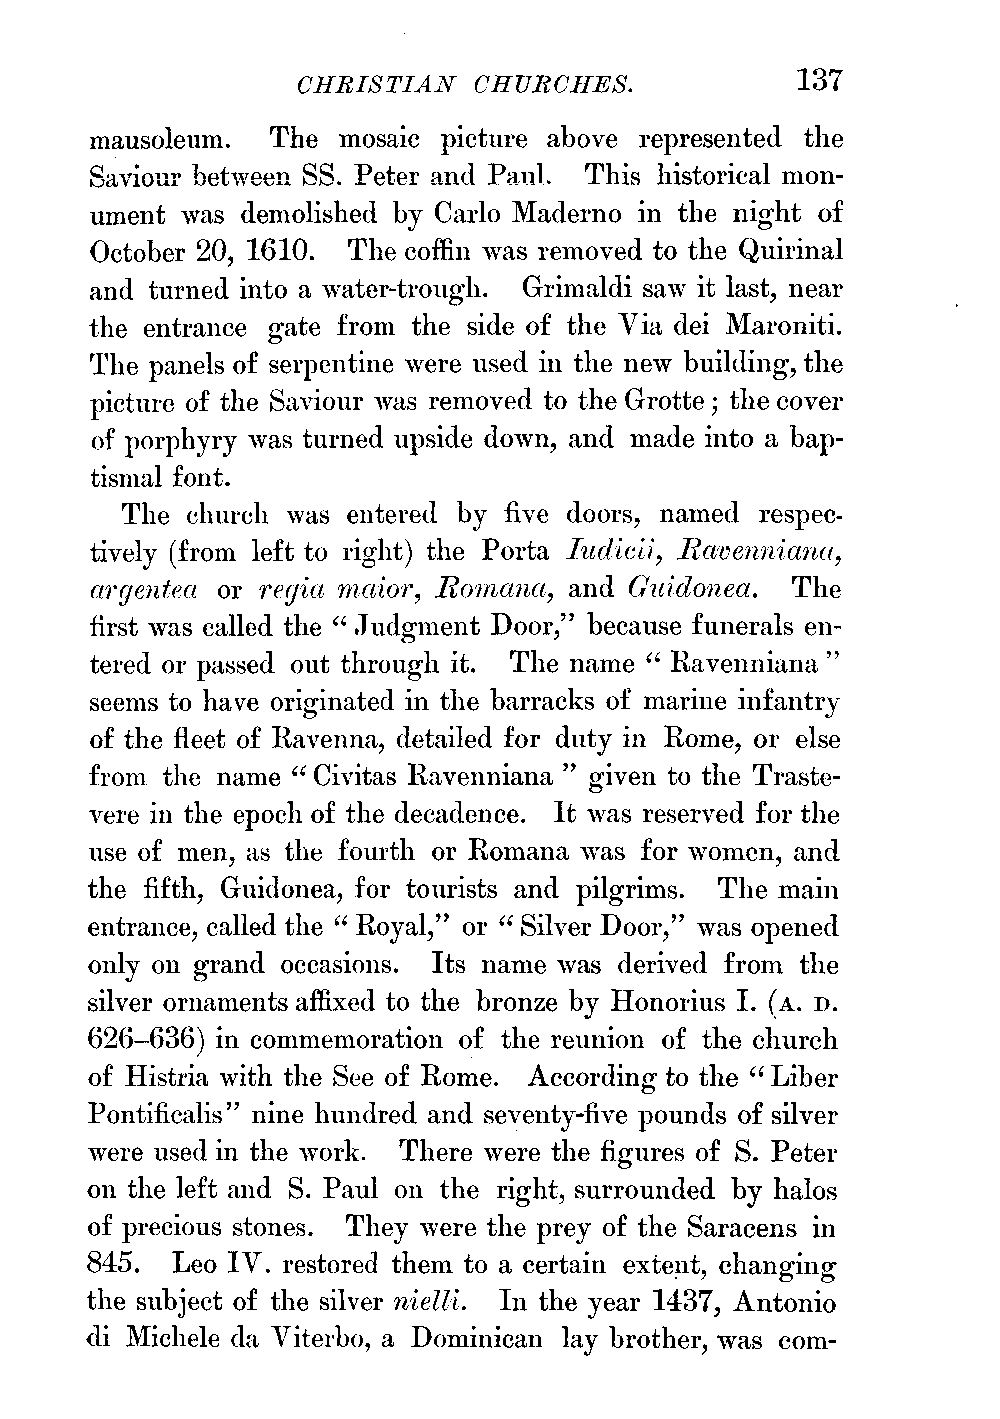 CHRISTIAN CHURCHES. 137
mausoleum. The mosaic picture above represented the
Saviour between SS. Peter and Paul. This historical mon-
ument was demolished by Carlo Maderno in the night of
October 20, 1610. The coffin was removed to the Quirinal
and turned into a water-trough. Grimaldi saw it last, near
the entrance gate from the side of the Via dei Maroniti.
The panels of serpentine were used in the new building, the
picture of the Saviour was removed to the Grotte; the cover
of porphyry was turned upside down, and made into a bap-
tismal font.
The church was entered by five doors, named respec-
tively (from left to right) the Porta Iudicii, Ravenniana,
argentea or regia maior, Romana, and Guidonea. The
first was called the “Judgment Door,” because funerals en-
tered or passed out through it. The name “Ravenniana”
seems to have originated in the barracks of marine infantry
of the fleet of Ravenna, detailed for duty in Rome, or else
from the name “Civitas Ravenniana” given to the Traste-
vere in the epoch of the decadence. It was reserved for the
use of men, as the fourth or Romana was for women, and
the fifth, Guidonea, for tourists and pilgrims. The main
entrance, called the “Royal,” or “Silver Door,” was opened
only on grand occasions. Its name was derived from the
silver ornaments affixed to the bronze by Honorius I. (A. D.
626–636) in commemoration of the reunion of the church
of Histria with the See of Rome. According to the “Liber
Pontificalis” nine hundred and seventy-five pounds of silver
were used in the work. There were the figures of S. Peter
on the left and S. Paul on the right, surrounded by halos
of precious stones. They were the prey of the Saracens in
845. Leo IV. restored them to a certain extent, changing
the subject of the silver nielli. In the year 1437, Antonio
di Michele da Viterbo, a Dominican lay brother, was com-